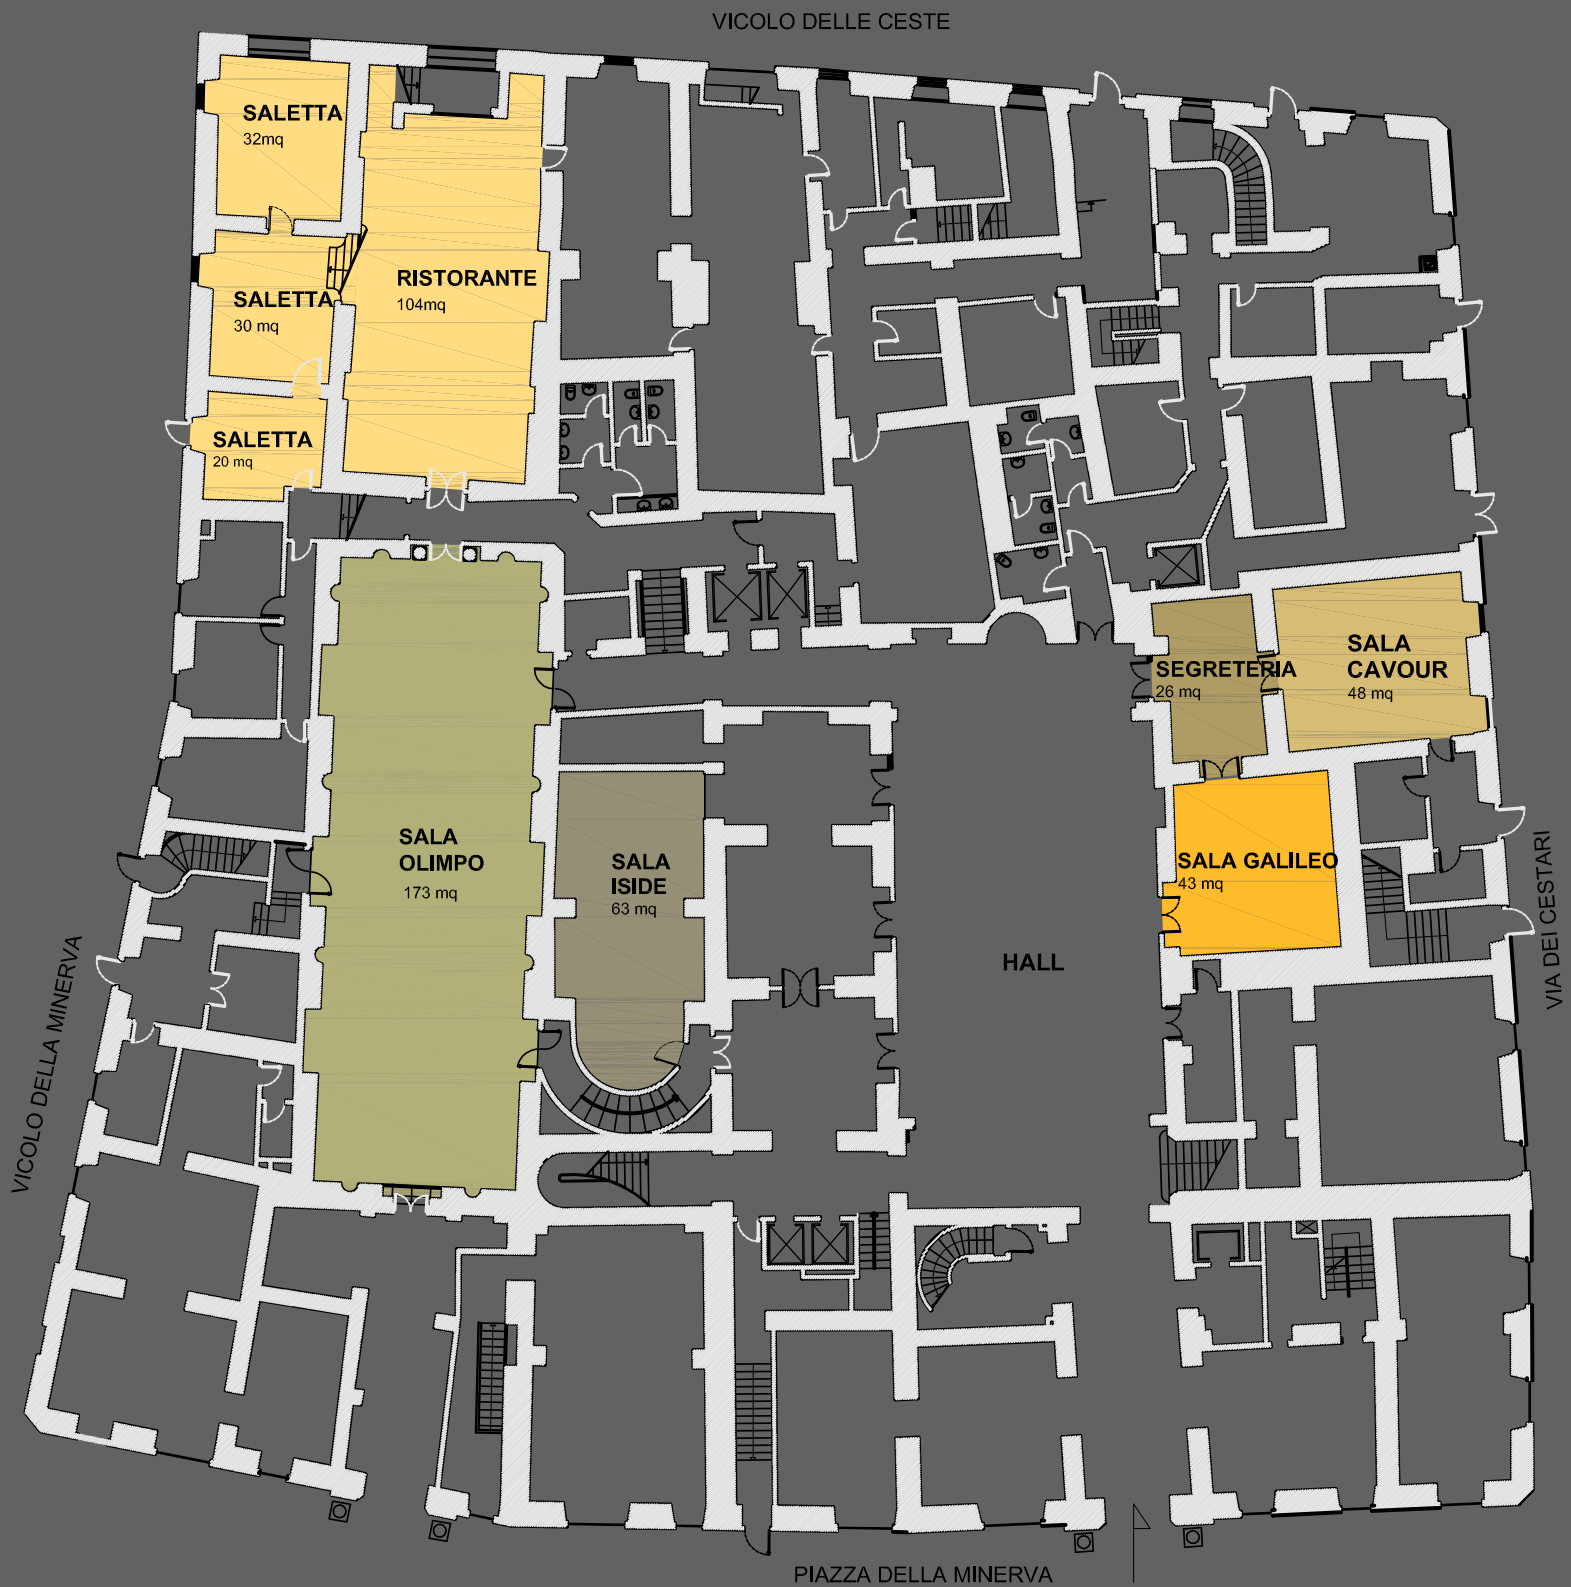 VICOLO DELLE CESTE
SALETTA
32mq
RISTORANTE
104mq
SALETTA
30 mq
SALETTA
20 mq
SALA
OLIMPO
173 mq
SALA
ISIDE
63 mq
SEGRETERIA
26 mq
SALA
CAVOUR
48 mq
SALA GALILEO
43 mq
HALL
VICOLO DELLA MINERVA
VIA DEI CESTARI
PIAZZA DELLA MINERVA